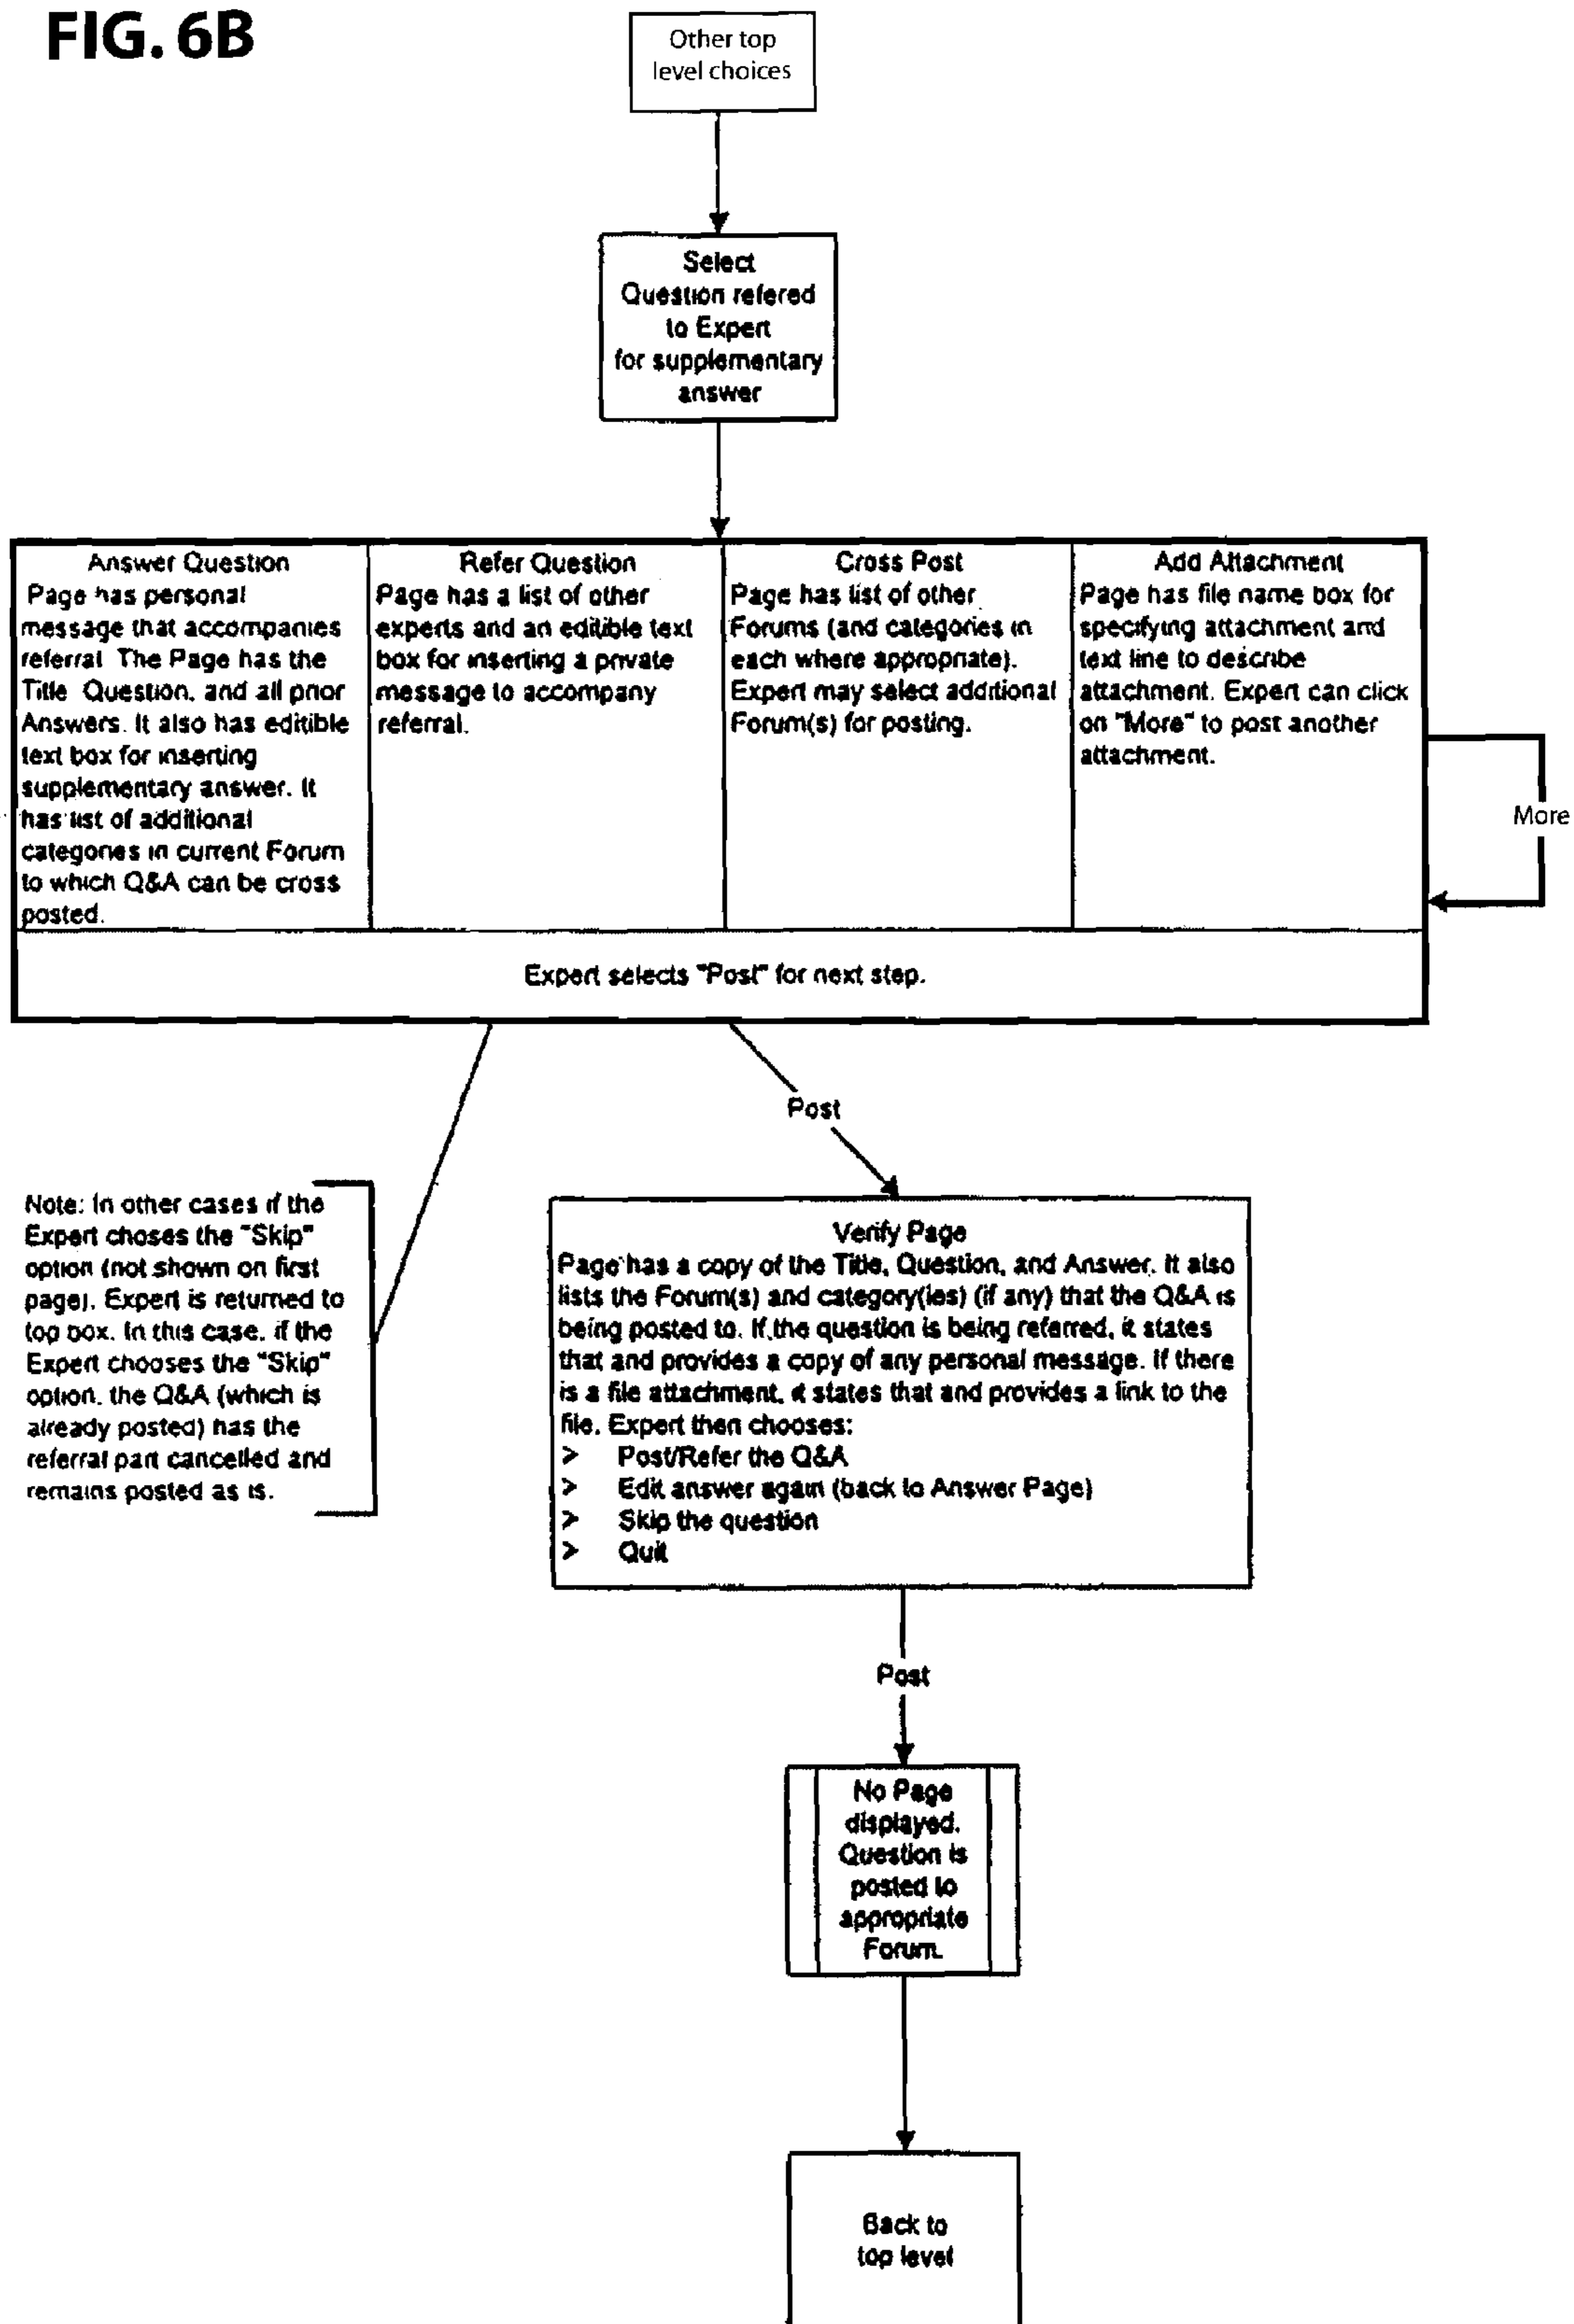 FIG. 6B
Other top
level choices
Select
Question refered
to Expert
for supplementary
answer
Answer Question
Page has personal
message that accompanies
referral. The Page has the
Title Question, and all prior
Answers. It also has editible
text box for inserting
supplementary answer. It
has list of additional
categories in current Forum
to which Q&A can be cross
posted.
Refer Question
Page has a list of other
experts and an editible text
box for inserting a private
message to accompany
referral.
Cross Post
Page has list of other
Forums (and categories in
each where appropriate).
Expert may select additional
Forum(s) for posting.
Add Attachment
Page has file name box for
specifying attachment and
text line to describe
attachment. Expert can click
on "More" to post another
attachment.
More
Expert selects "Post" for next step.
Post
Note: In other cases if the
Expert choses the "Skip"
option (not shown on first
page). Expert is returned to
top box. In this case, if the
Expert chooses the "Skip"
option, the Q&A (which is
already posted) has the
referral part cancelled and
remains posted as is.
Verify Page
Page has a copy of the Title, Question, and Answer. It also
lists the Forum(s) and category(ies) (if any) that the Q&A is
being posted to. If the question is being referred, it states
that and provides a copy of any personal message. If there
is a file attachment, it states that and provides a link to the
file. Expert then chooses:
> Post/Refer the Q&A
> Edit answer again (back to Answer Page)
> Skip the question
> Quit
Post
No Page
displayed.
Question is
posted to
appropriate
Forum.
Back to
top level